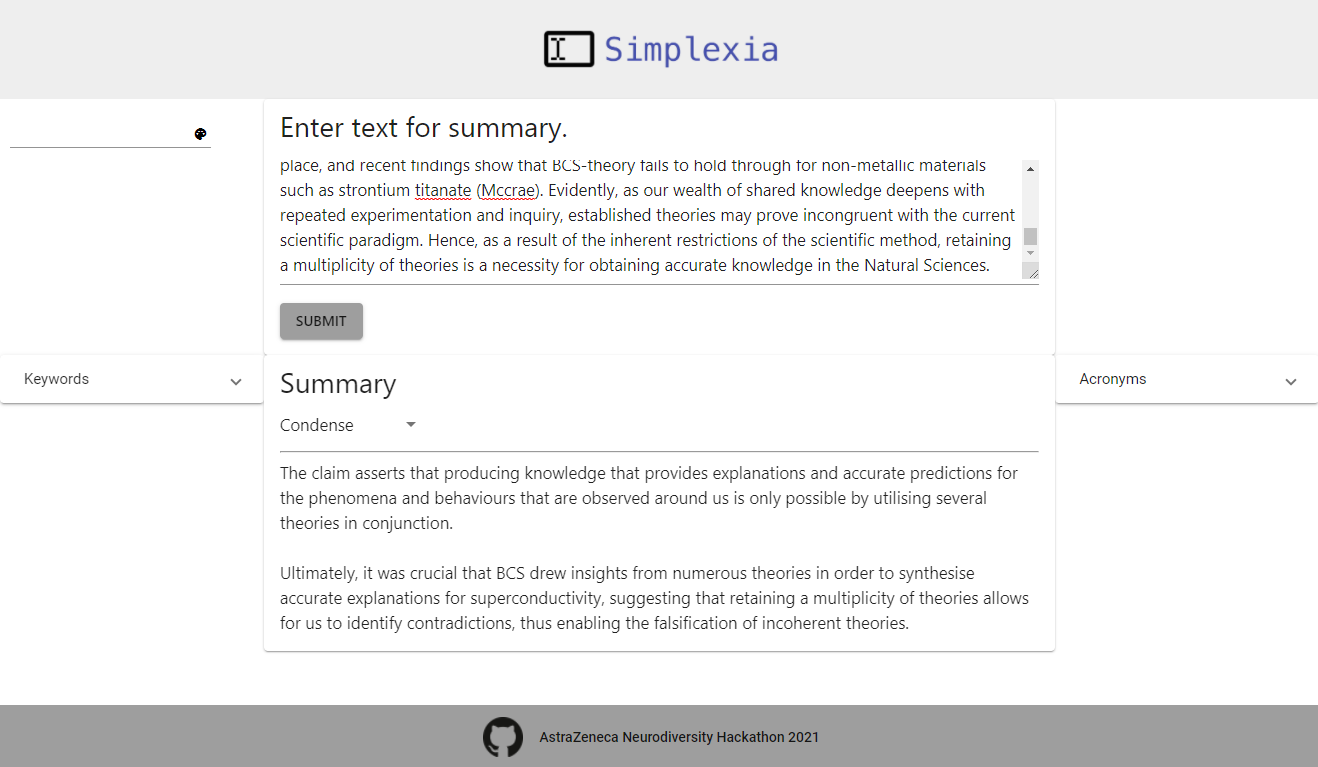 Simplexia
Enter text for summary.
place, and recent findings show that BCS-theory fails to hold through for non-metallic materials
such as strontium titanate (Mccrae). Evidently, as our wealth of shared knowledge deepens with
repeated experimentation and inquiry, established theories may prove incongruent with the current
scientific paradigm. Hence, as a result of the inherent restrictions of the scientific method, retaining
a multiplicity of theories is a necessity for obtaining accurate knowledge in the Natural Sciences.
SUBMIT
Keywords
Summary
Acronyms
Condense
The claim asserts that producing knowledge that provides explanations and accurate predictions for
the phenomena and behaviours that are observed around us is only possible by utilising several
theories in conjunction.
Ultimately, it was crucial that BCS drew insights from numerous theories in order to synthesise
accurate explanations for superconductivity, suggesting that retaining a multiplicity of theories allows
for us to identify contradictions, thus enabling the falsification of incoherent theories.
AstraZeneca Neurodiversity Hackathon 2021